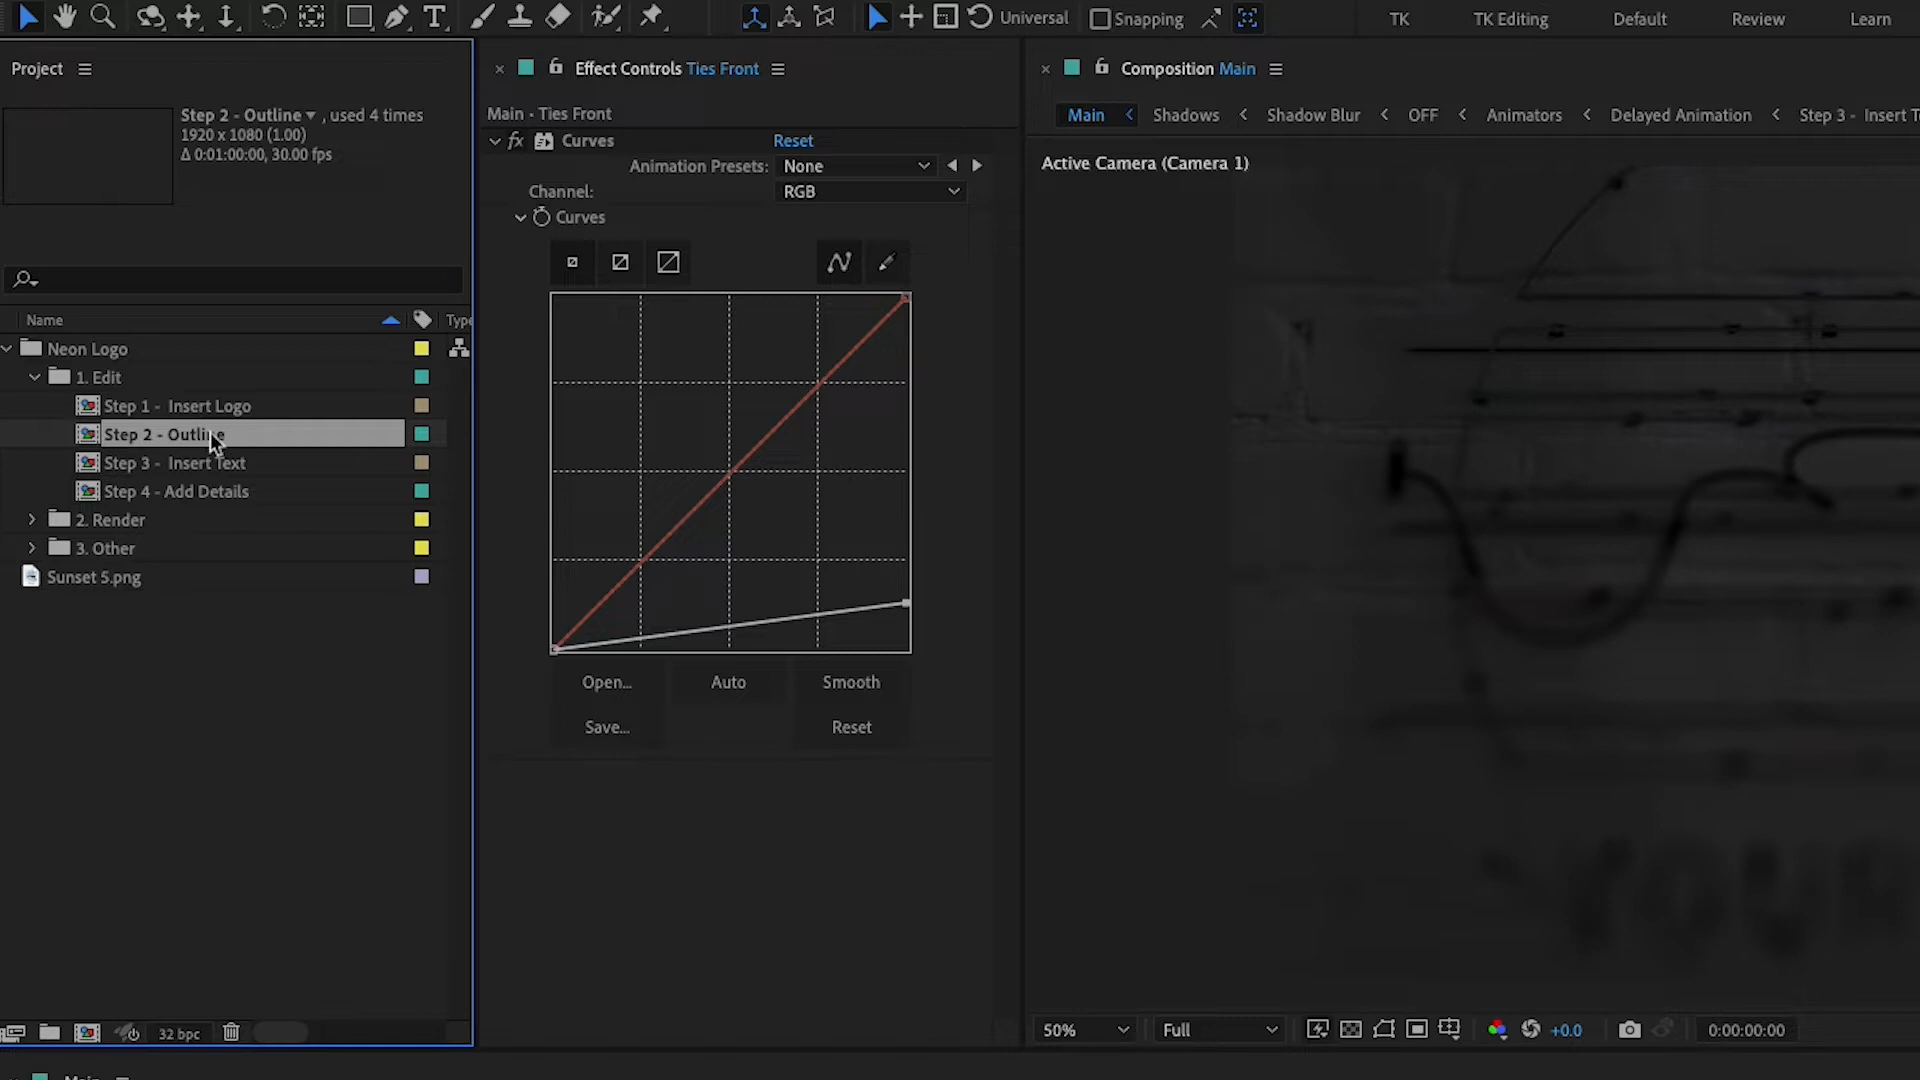 Universal
Snapping
TK
TK Editing
Default
Review
Learn
Project
Step 2 - Outline , used 4 times
1920 x 1080 (1.00)
Δ 0:01:00:00, 30.00 fps
Name
Type
Neon Logo
1. Edit
Step 1 - Insert Logo
Step 2 - Outline
Step 3 - Insert Text
Step 4 - Add Details
2. Render
3. Other
Sunset 5.png
32 bpc
Effect Controls Ties Front
Main · Ties Front
fx Curves Reset
Animation Presets: None
Channel: RGB
Curves
Open... Auto Smooth
Save... Reset
Composition Main
Main < Shadows < Shadow Blur < OFF < Animators < Delayed Animation < Step 3 - Insert
Active Camera (Camera 1)
YOU
50% Full +0.0 0:00:00:00
Main